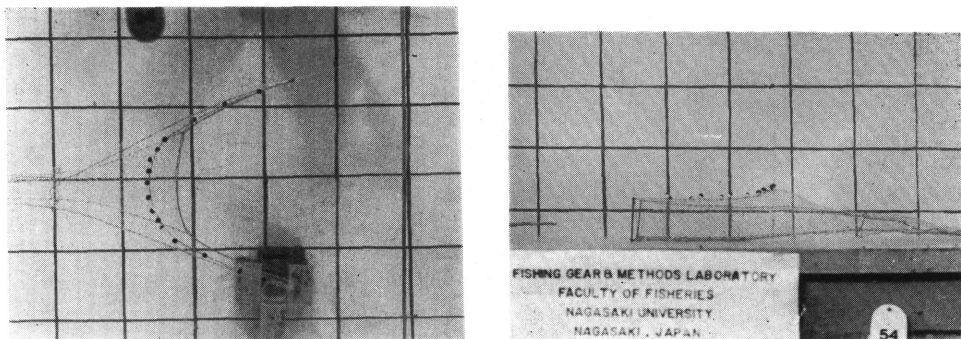 FISHING GEAR & METHODS LABORATORY
FACULTY OF FISHERIES
NAGASAKI UNIVERSITY
NAGASAKI, JAPAN
54